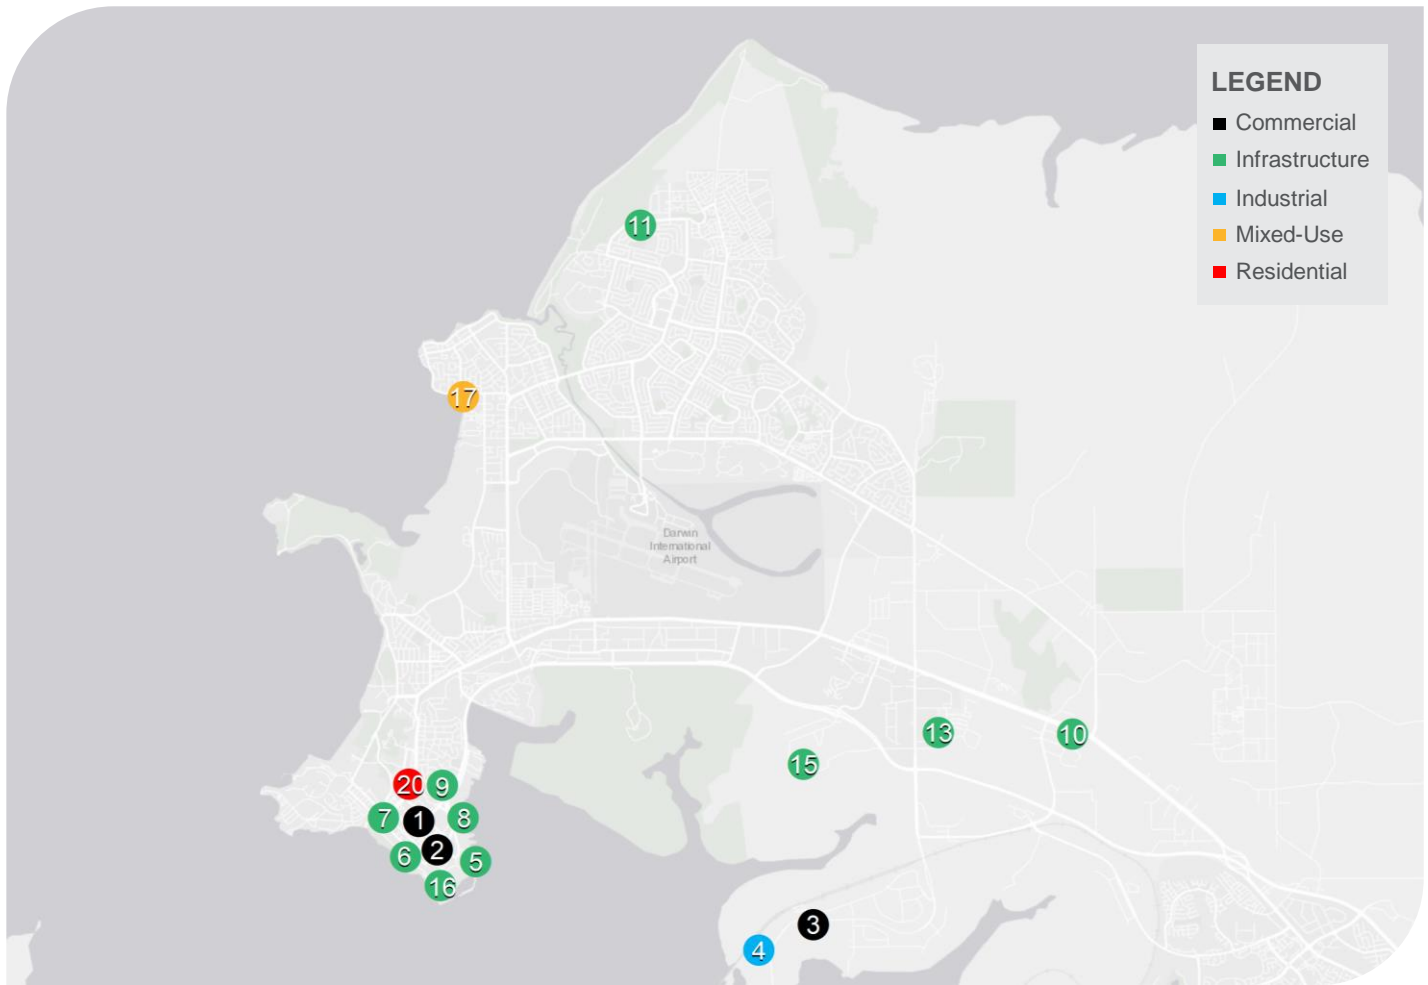 LEGEND
Commercial
Infrastructure
Industrial
Mixed-Use
Residential
11
17
Darwin
International
Airport
13
10
15
20
9
7
1
8
2
6
5
16
3
4